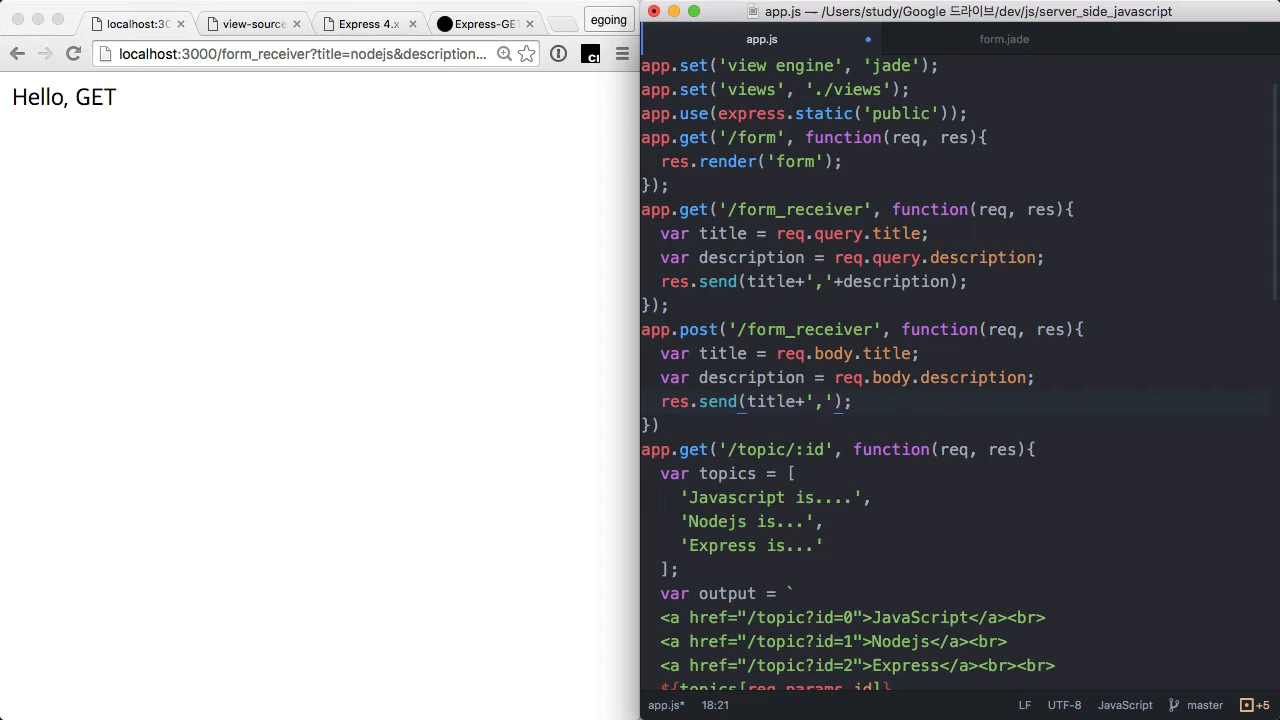 localhost:30
view-source
Express 4.x
Express-GET
egoing
localhost:3000/form_receiver?title=nodejs&description...
Hello, GET
app.js — /Users/study/Google 드라이브/dev/js/server_side_javascript
app.js
form.jade
app.set('view engine', 'jade');
app.set('views', './views');
app.use(express.static('public'));
app.get('/form', function(req, res){
  res.render('form');
});
app.get('/form_receiver', function(req, res){
  var title = req.query.title;
  var description = req.query.description;
  res.send(title+','+description);
});
app.post('/form_receiver', function(req, res){
  var title = req.body.title;
  var description = req.body.description;
  res.send(title+',');
})
app.get('/topic/:id', function(req, res){
  var topics = [
    'Javascript is....',
    'Nodejs is...',
    'Express is...'
  ];
  var output = `
  <a href="/topic?id=0">JavaScript</a><br>
  <a href="/topic?id=1">Nodejs</a><br>
  <a href="/topic?id=2">Express</a><br><br>
  ${topics[req.params.id]}
app.js* 18:21 LF UTF-8 JavaScript master +5